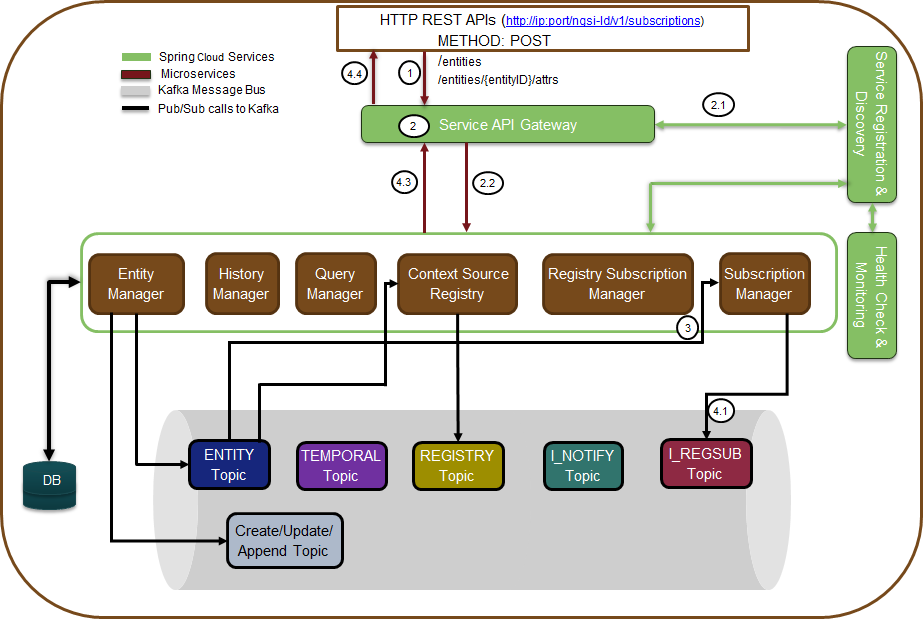 HTTP REST APIs (http://ip:port/ngsi-ld/v1/subscriptions)
METHOD: POST
Spring Cloud Services
Microservices
Kafka Message Bus
Pub/Sub calls to Kafka
4.4
1
/entities
/entities/{entityID}/attrs
2
Service API Gateway
2.1
Service Registration &
Discovery
4.3
2.2
Entity
Manager
History
Manager
Query
Manager
Context Source
Registry
Registry Subscription
Manager
Subscription
Manager
Health Check &
Monitoring
3
4.1
DB
ENTITY
Topic
TEMPORAL
Topic
REGISTRY
Topic
I_NOTIFY
Topic
I_REGSUB
Topic
Create/Update/
Append Topic